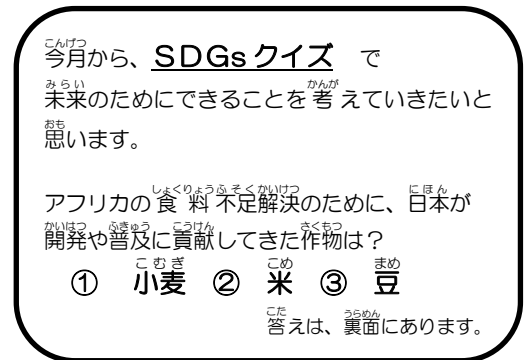 今月から、SDGsクイズ で
未来のためにできることを考えていきたいと
思います。
アフリカの食料不足解決のために、日本が
開発や普及に貢献してきた作物は？
① 小麦 ② 米 ③ 豆
答えは、裏面にあります。